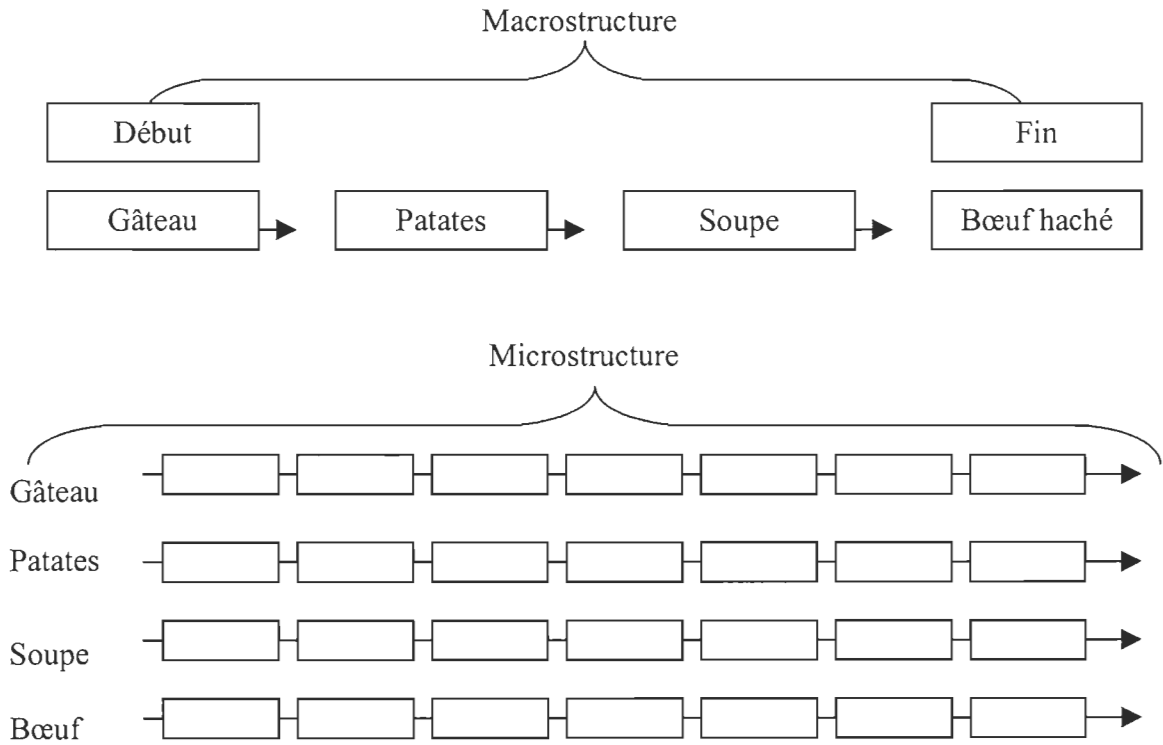 Macrostructure
Début Fin
Gâteau Patates Soupe Bœuf haché
Microstructure
Gâteau
Patates
Soupe
Bœuf